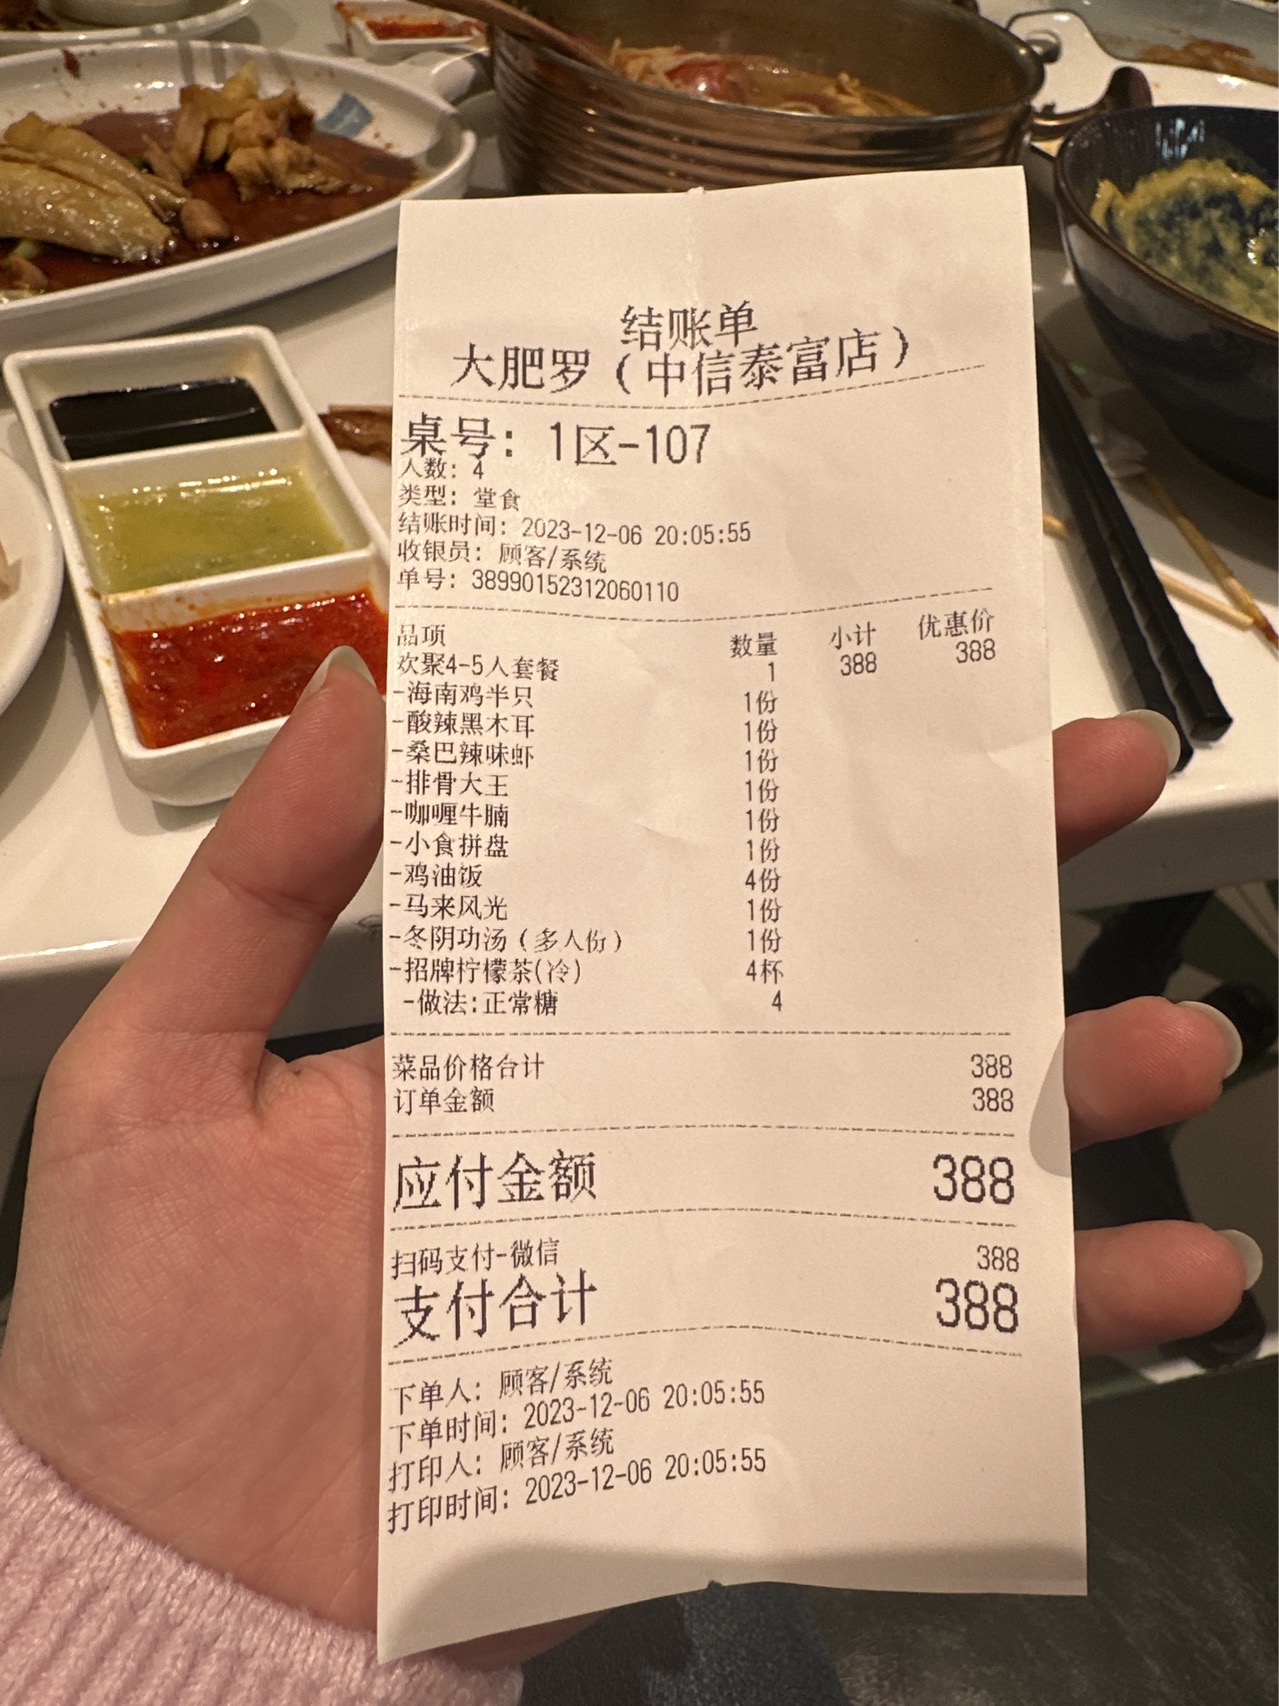 结账单
大肥罗（中信泰富店）
桌号: 1区-107
人数: 4
类型: 堂食
结账时间: 2023-12-06 20:05:55
收银员: 顾客/系统
单号: 38990152312060110
品项 数量 小计 优惠价
欢聚4-5人套餐 1 388 388
-海南鸡半只 1份
-酸辣黑木耳 1份
-桑巴辣味虾 1份
-排骨大王 1份
-咖喱牛腩 1份
-小食拼盘 1份
-鸡油饭 4份
-马来风光 1份
-冬阴功汤（多人份） 1份
-招牌柠檬茶(冷) 4杯
-做法:正常糖 4
菜品价格合计 388
订单金额 388
应付金额 388
扫码支付-微信 388
支付合计 388
下单人: 顾客/系统
下单时间: 2023-12-06 20:05:55
打印人: 顾客/系统
打印时间: 2023-12-06 20:05:55